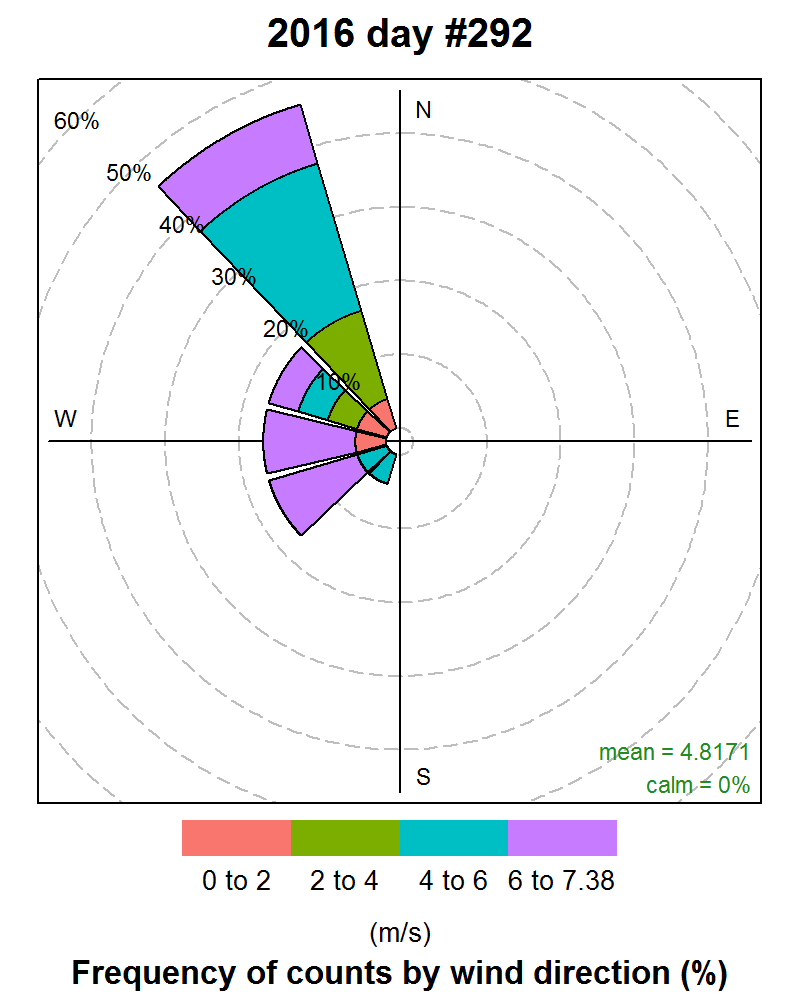 2016 day #292
N
60%
50%
40%
30%
20%
10%
W
E
S
mean = 4.8171
calm = 0%
0 to 2 2 to 4 4 to 6 6 to 7.38
(m/s)
Frequency of counts by wind direction (%)